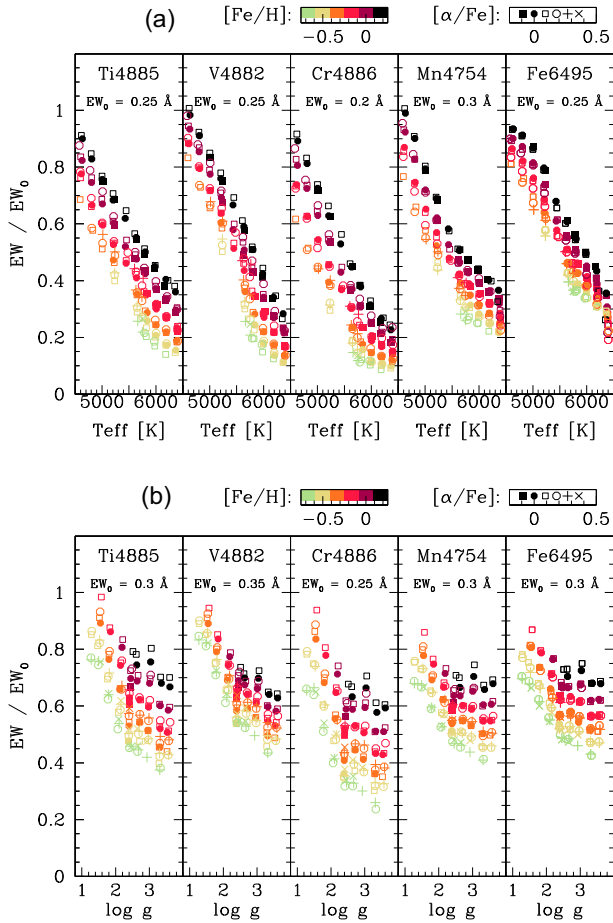 (a) [Fe/H]: −0.5 0 [α/Fe]: 0 0.5
Ti4885 V4882 Cr4886 Mn4754 Fe6495
EW₀ = 0.25 Å EW₀ = 0.25 Å EW₀ = 0.2 Å EW₀ = 0.3 Å EW₀ = 0.25 Å
1
0.8
0.6
0.4
0.2
0
EW / EW₀
5000 6000 5000 6000 5000 6000 5000 6000 5000 6000
Teff [K] Teff [K] Teff [K] Teff [K] Teff [K]
(b) [Fe/H]: −0.5 0 [α/Fe]: 0 0.5
Ti4885 V4882 Cr4886 Mn4754 Fe6495
EW₀ = 0.3 Å EW₀ = 0.35 Å EW₀ = 0.25 Å EW₀ = 0.3 Å EW₀ = 0.3 Å
1
0.8
0.6
0.4
0.2
0
EW / EW₀
1 2 3 1 2 3 1 2 3 1 2 3 1 2 3
log g log g log g log g log g